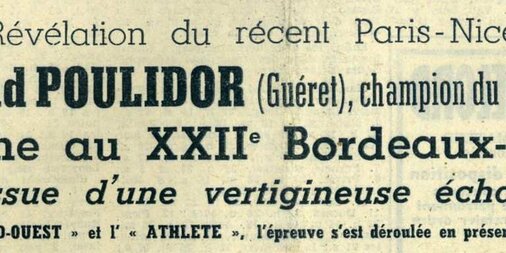 Révélation du récent Paris-Nice
d POULIDOR (Guéret), champion du
ne au XXIIe Bordeaux-
ssue d'une vertigineuse écha
D-OUEST » et l' « ATHLETE », l'épreuve s'est déroulée en présen